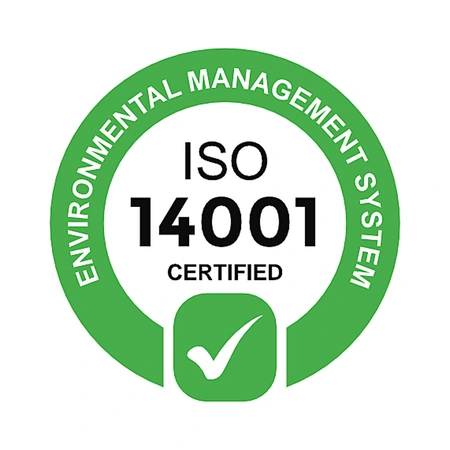 ENVIRONMENTAL MANAGEMENT SYSTEM
ISO
14001
CERTIFIED